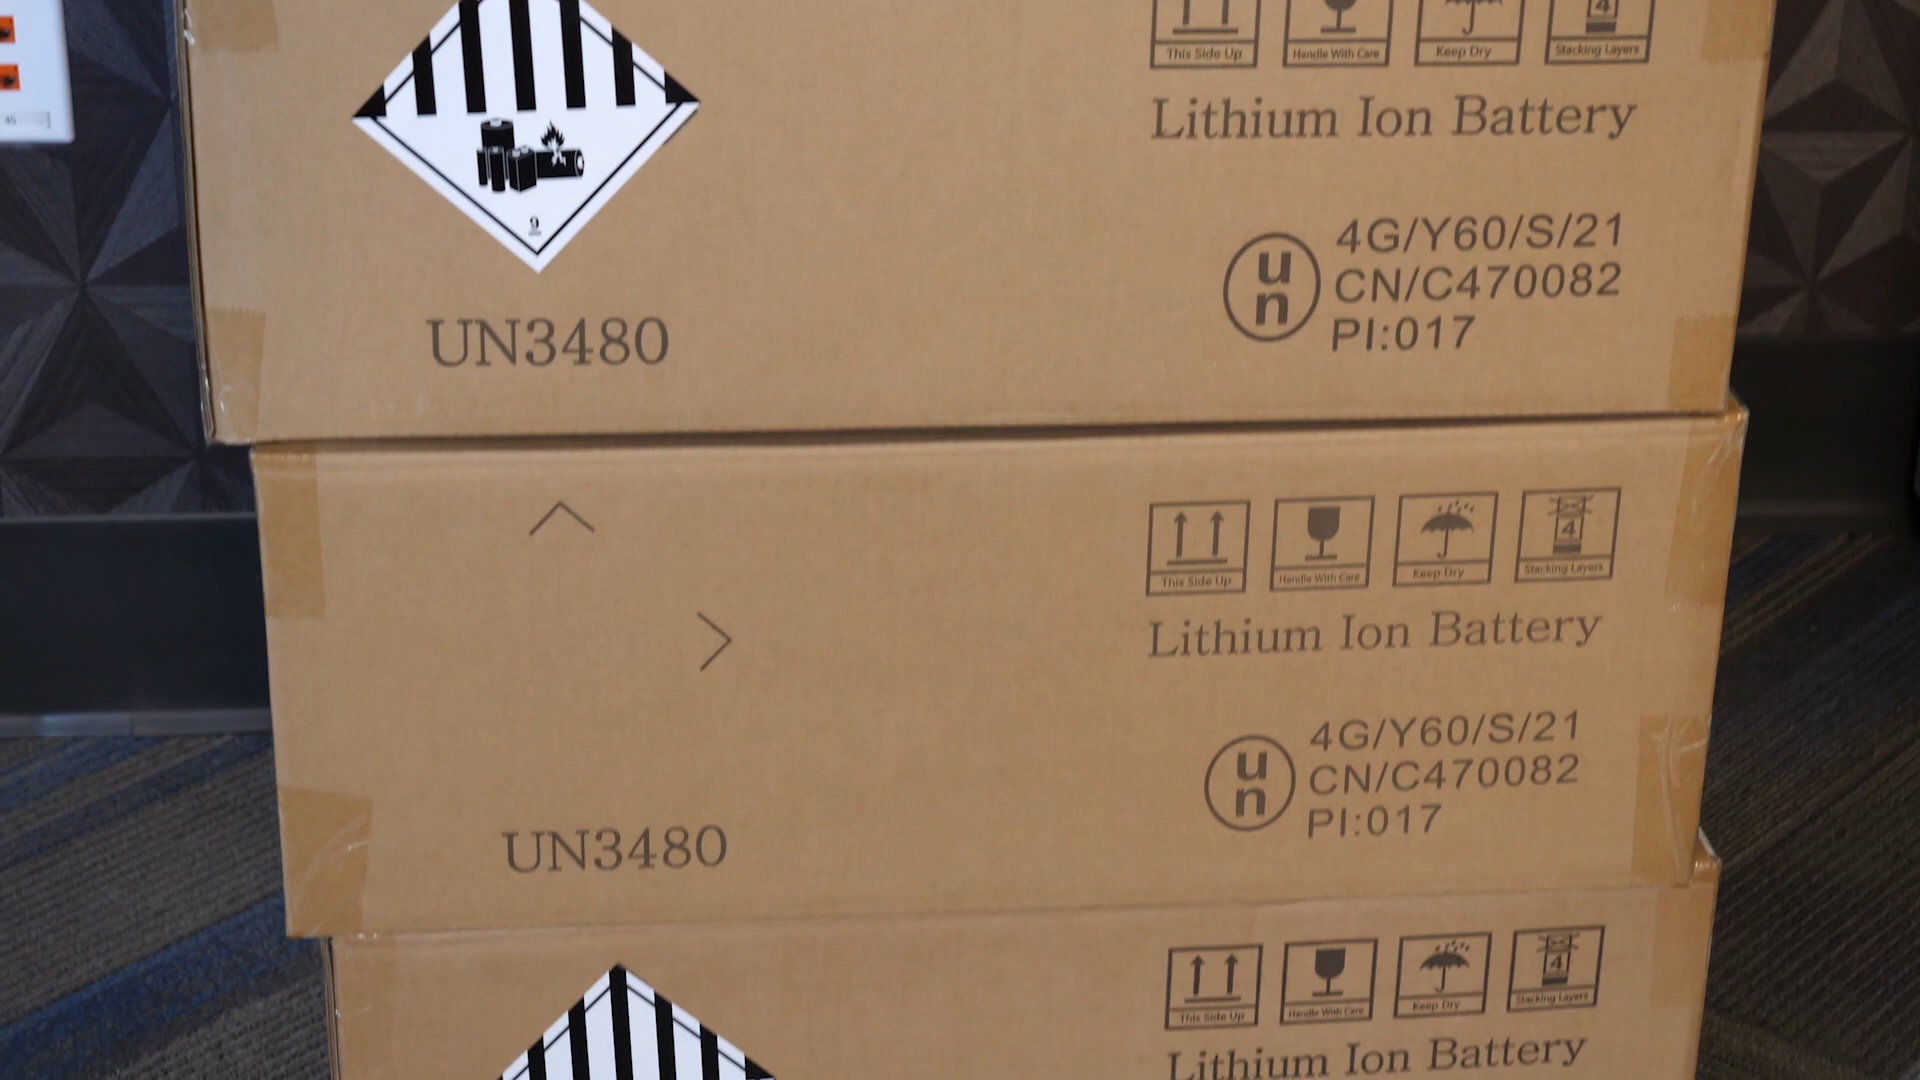 45
This Side Up
Handle With Care
Keep Dry
4
Stacking Layers
Lithium Ion Battery
9
UN3480
un
4G/Y60/S/21
CN/C470082
PI:017
This Side Up
Handle With Care
Keep Dry
4
Stacking Layers
Lithium Ion Battery
un
4G/Y60/S/21
CN/C470082
PI:017
UN3480
This Side Up
Handle With Care
Keep Dry
4
Stacking Layers
Lithium Ion Battery